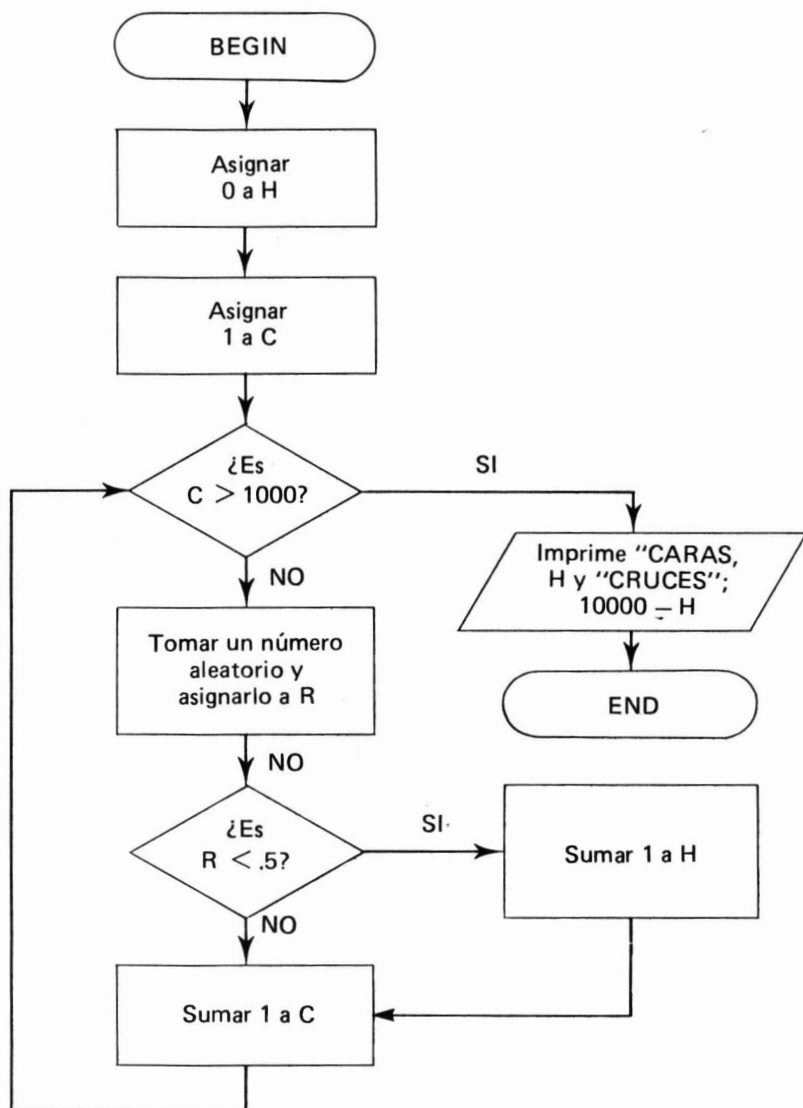 BEGIN
Asignar
0 a H
Asignar
1 a C
¿Es
C > 1000?
SI
NO
Imprime "CARAS,
H y "CRUCES";
10000 – H
END
Tomar un número
aleatorio y
asignarlo a R
NO
¿Es
R < .5?
SI
Sumar 1 a H
NO
Sumar 1 a C